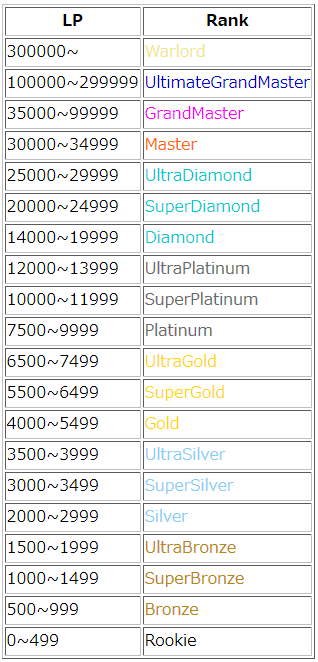 LP Rank
300000~ Warlord
100000~299999 UltimateGrandMaster
35000~99999 GrandMaster
30000~34999 Master
25000~29999 UltraDiamond
20000~24999 SuperDiamond
14000~19999 Diamond
12000~13999 UltraPlatinum
10000~11999 SuperPlatinum
7500~9999 Platinum
6500~7499 UltraGold
5500~6499 SuperGold
4000~5499 Gold
3500~3999 UltraSilver
3000~3499 SuperSilver
2000~2999 Silver
1500~1999 UltraBronze
1000~1499 SuperBronze
500~999 Bronze
0~499 Rookie